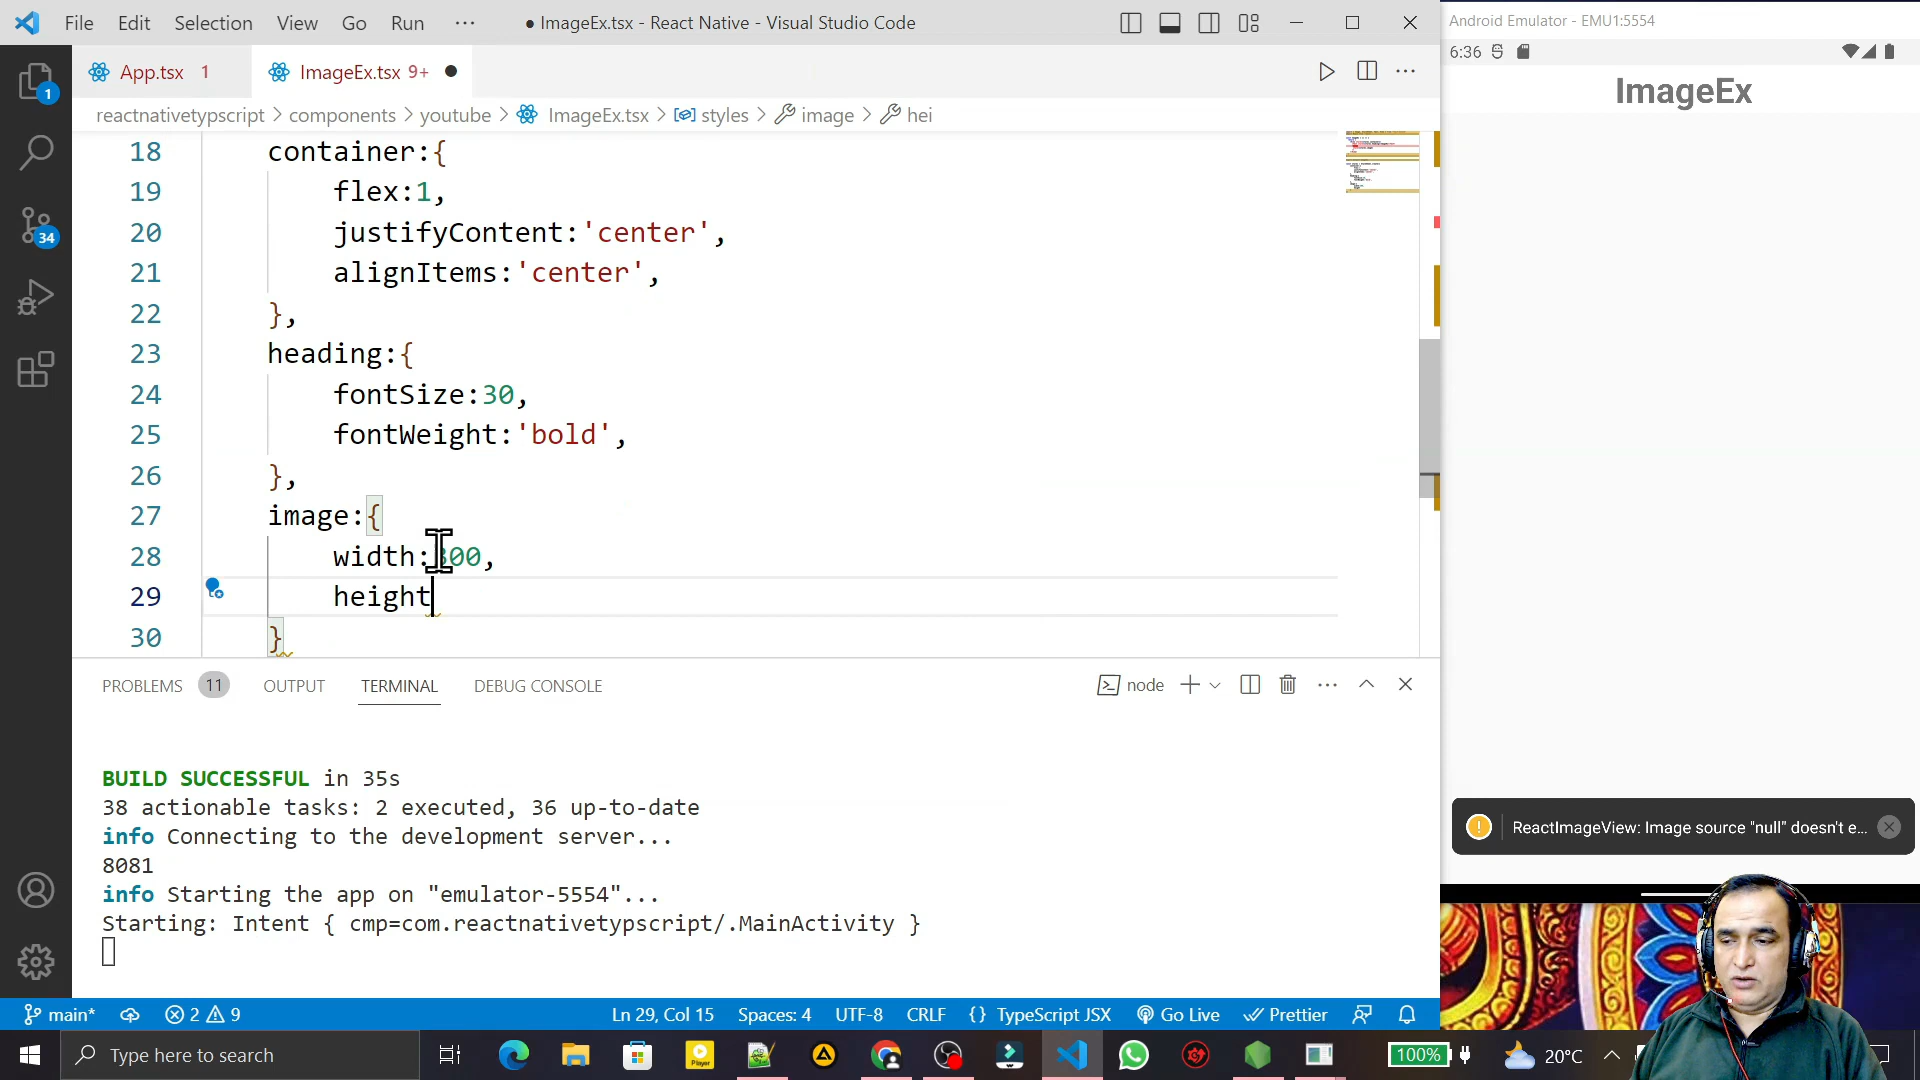 File Edit Selection View Go Run ··· ● ImageEx.tsx - React Native - Visual Studio Code
App.tsx 1 ImageEx.tsx 9+ ●
reactnativetypscript > components > youtube > ImageEx.tsx > styles > image > hei
18 container:{
19 flex:1,
20 justifyContent:'center',
21 alignItems:'center',
22 },
23 heading:{
24 fontSize:30,
25 fontWeight:'bold',
26 },
27 image:{
28 width:300,
29 height
30 }
1
34
PROBLEMS 11 OUTPUT TERMINAL DEBUG CONSOLE node
BUILD SUCCESSFUL in 35s
38 actionable tasks: 2 executed, 36 up-to-date
info Connecting to the development server...
8081
info Starting the app on "emulator-5554"...
Starting: Intent { cmp=com.reactnativetypscript/.MainActivity }
main* 2 9 Ln 29, Col 15 Spaces: 4 UTF-8 CRLF {} TypeScript JSX Go Live Prettier
Type here to search
Player
100% 20°C
Android Emulator - EMU1:5554
6:36
ImageEx
ReactImageView: Image source "null" doesn't e...